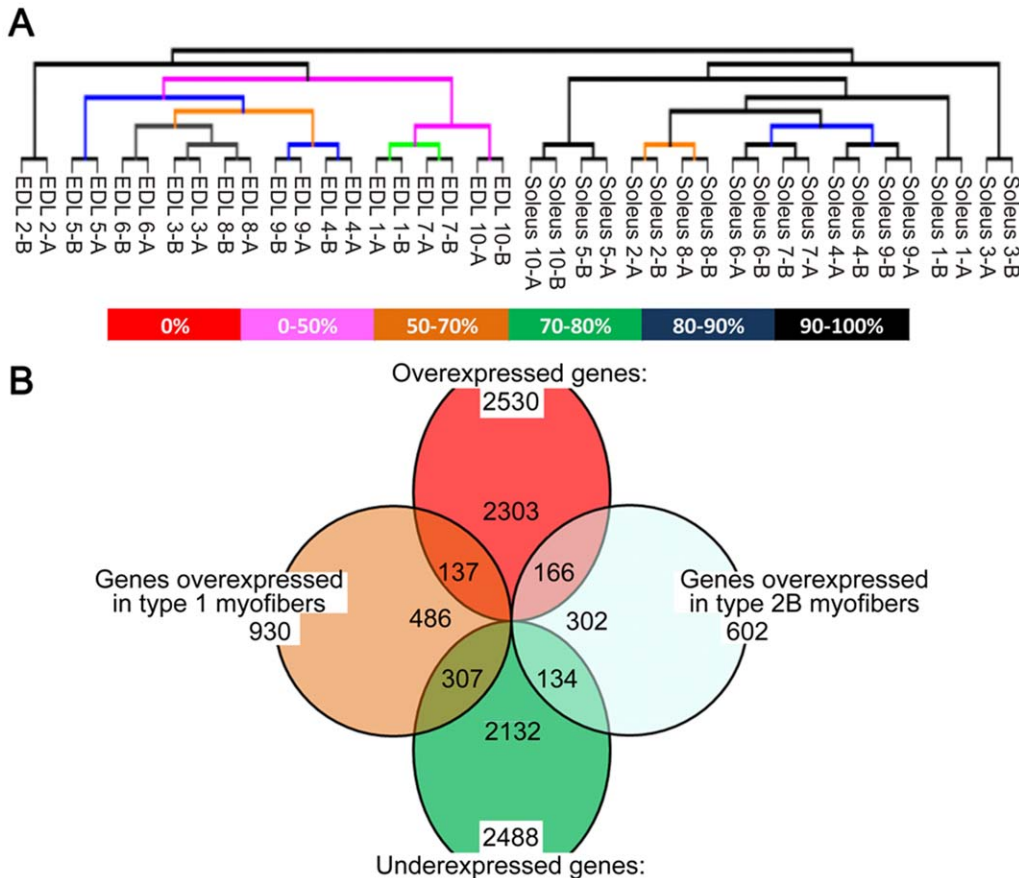 A
EDL 2-B
EDL 2-A
EDL 5-B
EDL 5-A
EDL 6-B
EDL 6-A
EDL 3-B
EDL 3-A
EDL 8-B
EDL 8-A
EDL 9-B
EDL 9-A
EDL 4-B
EDL 4-A
EDL 1-A
EDL 1-B
EDL 7-A
EDL 7-B
EDL 10-A
EDL 10-B
Soleus 10-A
Soleus 10-B
Soleus 5-B
Soleus 5-A
Soleus 2-A
Soleus 2-B
Soleus 8-A
Soleus 8-B
Soleus 6-A
Soleus 6-B
Soleus 7-B
Soleus 7-A
Soleus 4-A
Soleus 4-B
Soleus 9-B
Soleus 9-A
Soleus 1-B
Soleus 1-A
Soleus 3-A
Soleus 3-B
0% 0-50% 50-70% 70-80% 80-90% 90-100%
B
Overexpressed genes:
2530
2303
137 166
Genes overexpressed
in type 1 myofibers
930
486
302
Genes overexpressed
in type 2B myofibers
602
307 134
2132
2488
Underexpressed genes: